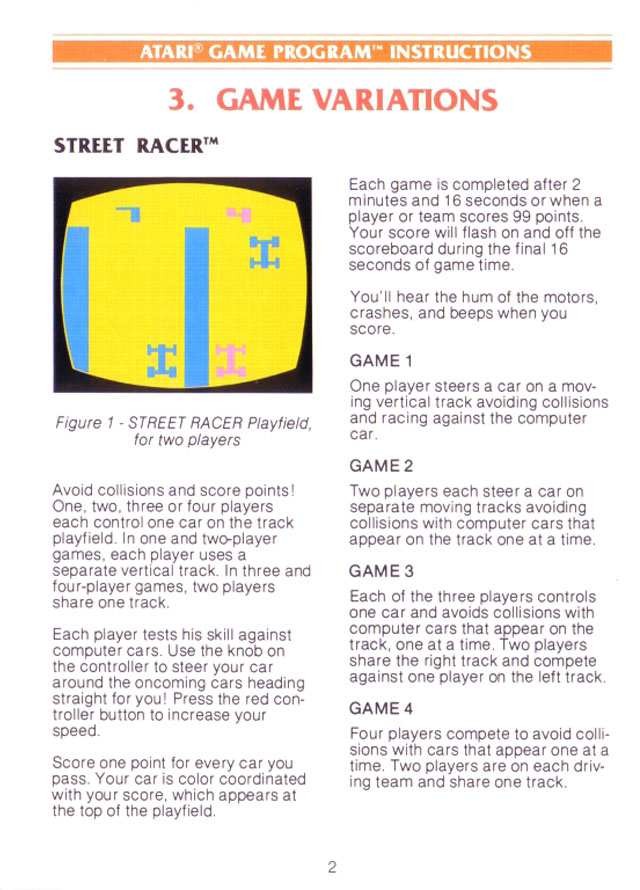 ATARI® GAME PROGRAM™ INSTRUCTIONS
3. GAME VARIATIONS
STREET RACER™
Figure 1 - STREET RACER Playfield,
for two players
Avoid collisions and score points!
One, two, three or four players
each control one car on the track
playfield. In one and two-player
games, each player uses a
separate vertical track. In three and
four-player games, two players
share one track.
Each player tests his skill against
computer cars. Use the knob on
the controller to steer your car
around the oncoming cars heading
straight for you! Press the red con-
troller button to increase your
speed.
Score one point for every car you
pass. Your car is color coordinated
with your score, which appears at
the top of the playfield.
Each game is completed after 2
minutes and 16 seconds or when a
player or team scores 99 points.
Your score will flash on and off the
scoreboard during the final 16
seconds of game time.
You'll hear the hum of the motors,
crashes, and beeps when you
score.
GAME 1
One player steers a car on a mov-
ing vertical track avoiding collisions
and racing against the computer
car.
GAME 2
Two players each steer a car on
separate moving tracks avoiding
collisions with computer cars that
appear on the track one at a time.
GAME 3
Each of the three players controls
one car and avoids collisions with
computer cars that appear on the
track, one at a time. Two players
share the right track and compete
against one player on the left track.
GAME 4
Four players compete to avoid colli-
sions with cars that appear one at a
time. Two players are on each driv-
ing team and share one track.
2